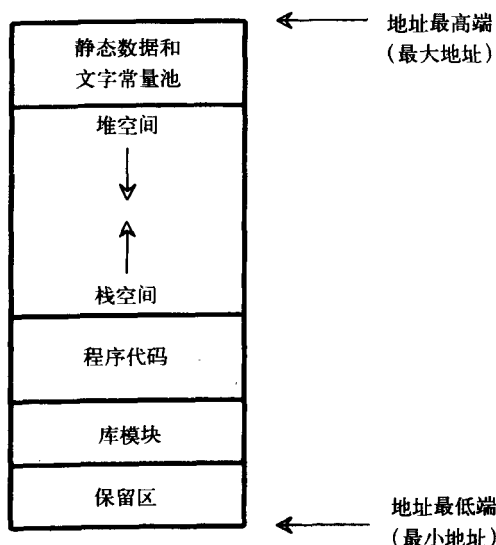 地址最高端
(最大地址)
静态数据和
文字常量池
堆空间
栈空间
程序代码
库模块
保留区
地址最低端
(最小地址)